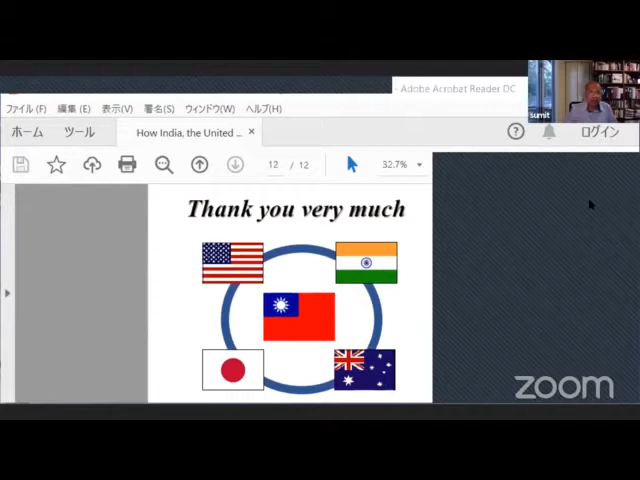 - Adobe Acrobat Reader DC
sumit
ファイル(F) 編集(E) 表示(V) 署名(S) ウィンドウ(W) ヘルプ(H)
ホーム ツール How India, the United ... × ? ログイン
12 / 12 32.7%
Thank you very much
zoom